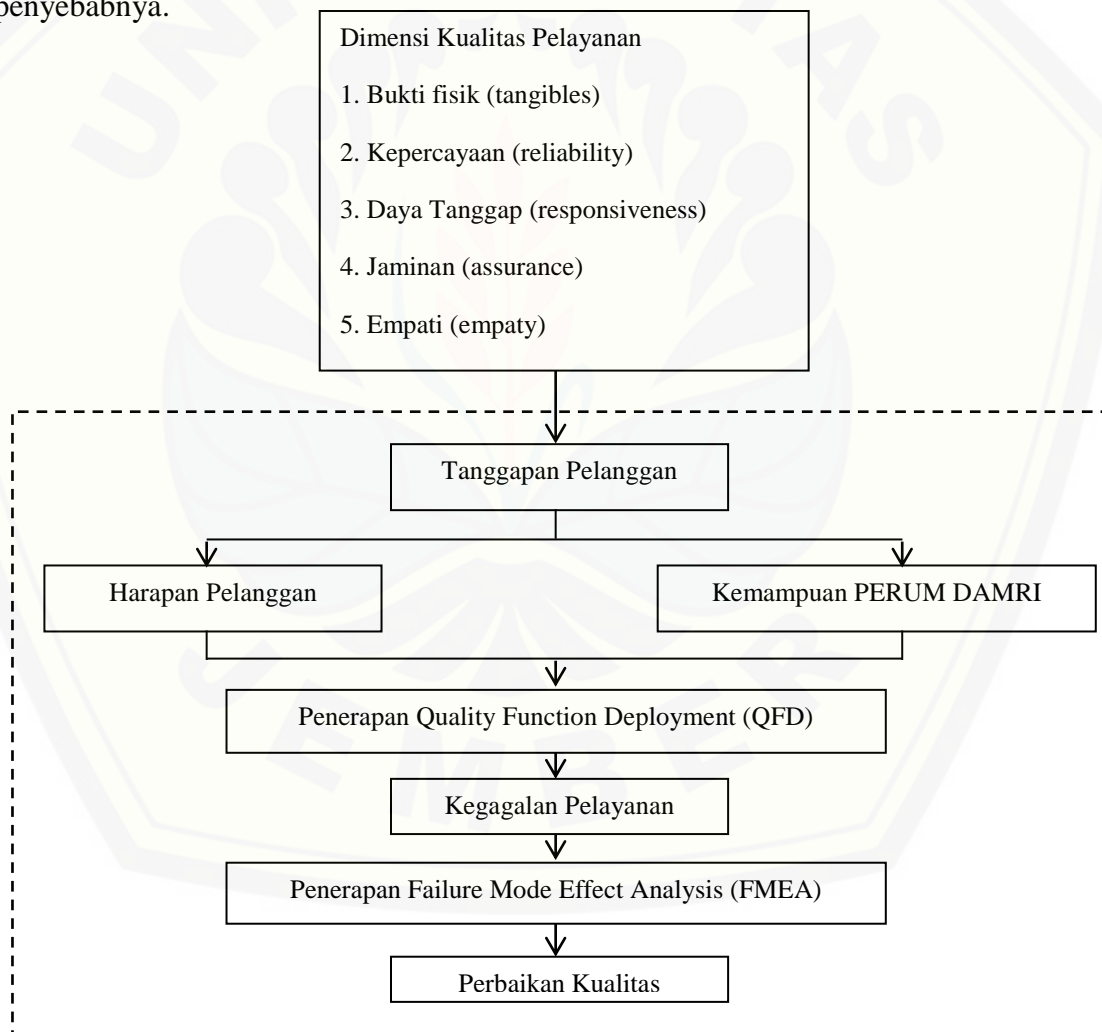 penyebabnya.
Dimensi Kualitas Pelayanan
1. Bukti fisik (tangibles)
2. Kepercayaan (reliability)
3. Daya Tanggap (responsiveness)
4. Jaminan (assurance)
5. Empati (empaty)
Tanggapan Pelanggan
Harapan Pelanggan
Kemampuan PERUM DAMRI
Penerapan Quality Function Deployment (QFD)
Kegagalan Pelayanan
Penerapan Failure Mode Effect Analysis (FMEA)
Perbaikan Kualitas
JEMBER